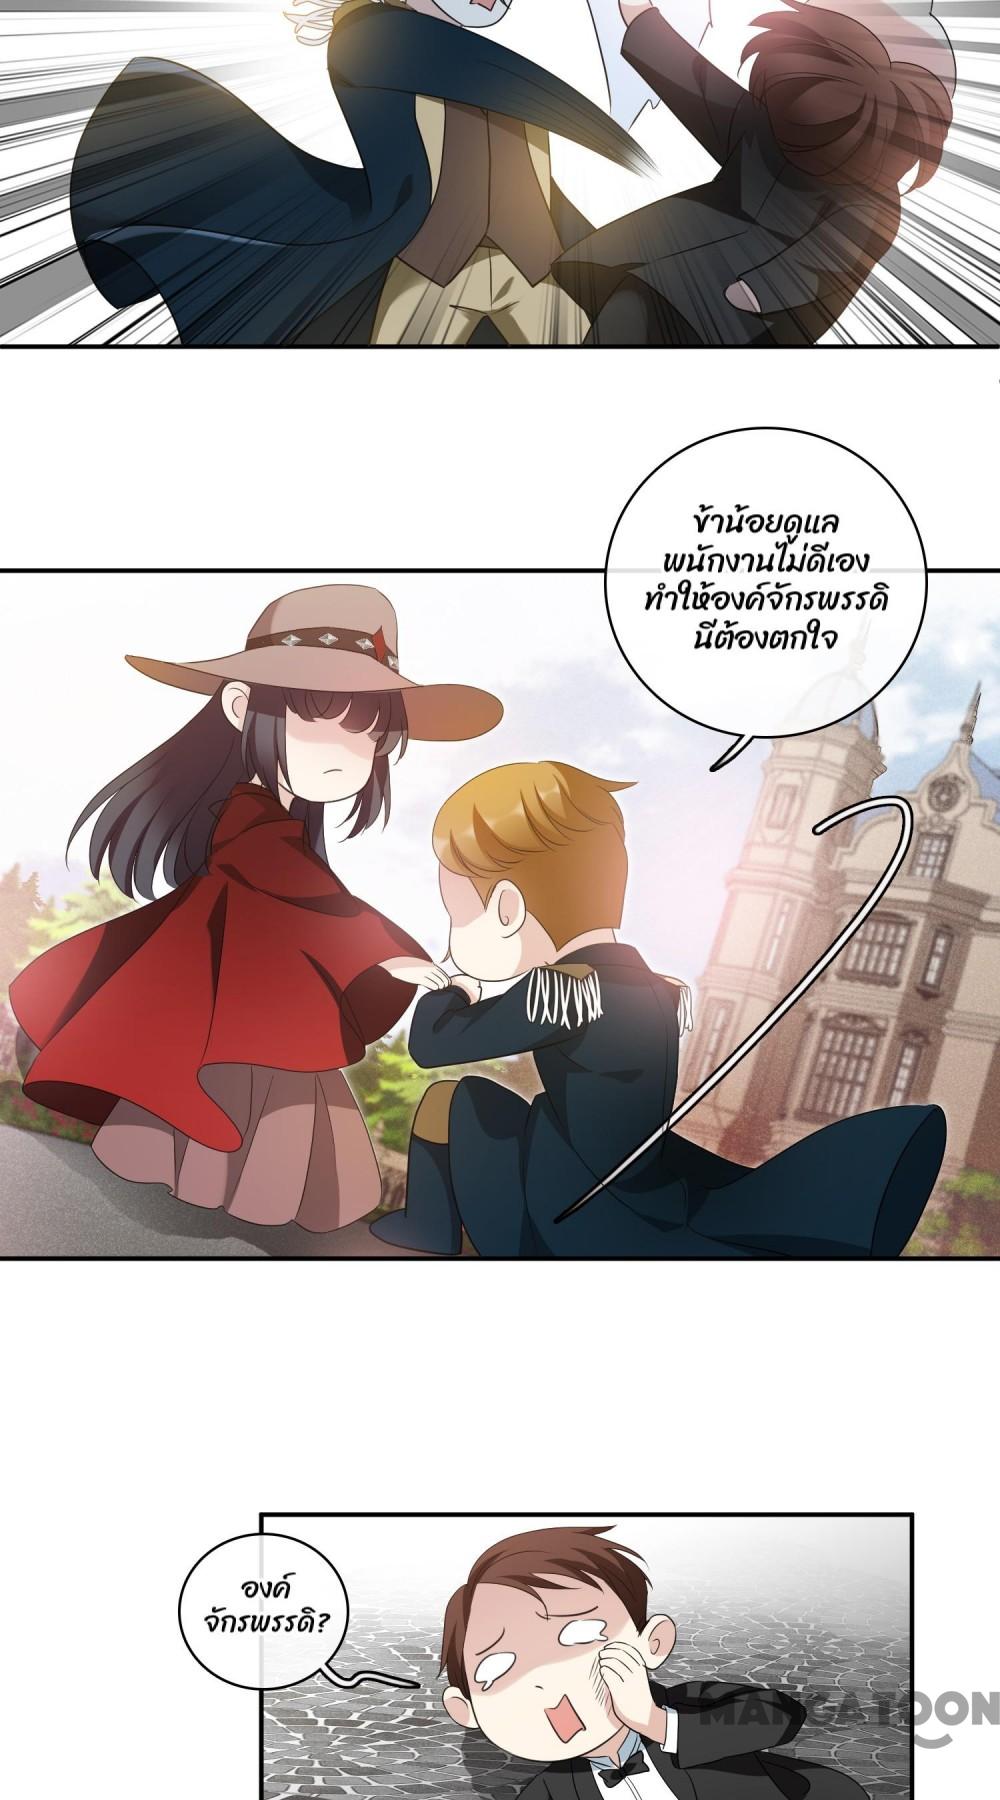 ข้าน้อยดูแล
พนักงานไม่ดีเอง
ทำให้องค์จักรพรรดิ
นีต้องตกใจ
องค์
จักรพรรดิ?
MANGATOON